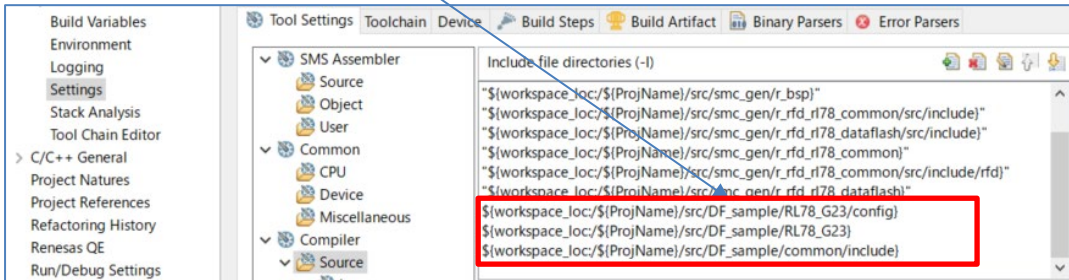 Build Variables
Environment
Logging
Settings
Stack Analysis
Tool Chain Editor
C/C++ General
Project Natures
Project References
Refactoring History
Renesas QE
Run/Debug Settings
Tool Settings Toolchain Device Build Steps Build Artifact Binary Parsers Error Parsers
SMS Assembler
Source
Object
User
Common
CPU
Device
Miscellaneous
Compiler
Source
Include file directories (-I)
"${workspace_loc:/${ProjName}/src/smc_gen/r_bsp}"
"${workspace_loc:/${ProjName}/src/smc_gen/r_rfd_rl78_common/src/include}"
"${workspace_loc:/${ProjName}/src/smc_gen/r_rfd_rl78_dataflash/src/include}"
"${workspace_loc:/${ProjName}/src/smc_gen/r_rfd_rl78_common}"
"${workspace_loc:/${ProjName}/src/smc_gen/r_rfd_rl78_common/src/include/rfd}"
"${workspace_loc:/${ProjName}/src/smc_gen/r_rfd_rl78_dataflash}"
${workspace_loc:/${ProjName}/src/DF_sample/RL78_G23/config}
${workspace_loc:/${ProjName}/src/DF_sample/RL78_G23}
${workspace_loc:/${ProjName}/src/DF_sample/common/include}